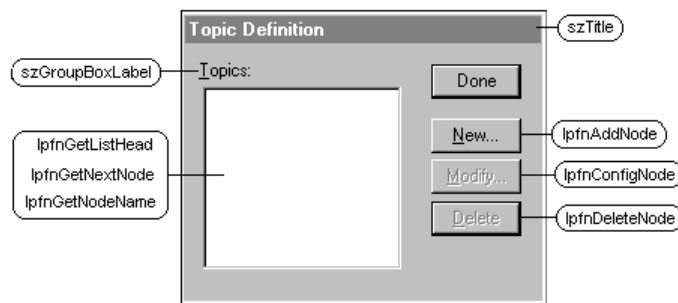 Topic Definition
szTitle
szGroupBoxLabel
Topics:
Done
lpfnGetListHead
lpfnGetNextNode
lpfnGetNodeName
New...
lpfnAddNode
Modify...
lpfnConfigNode
Delete
lpfnDeleteNode